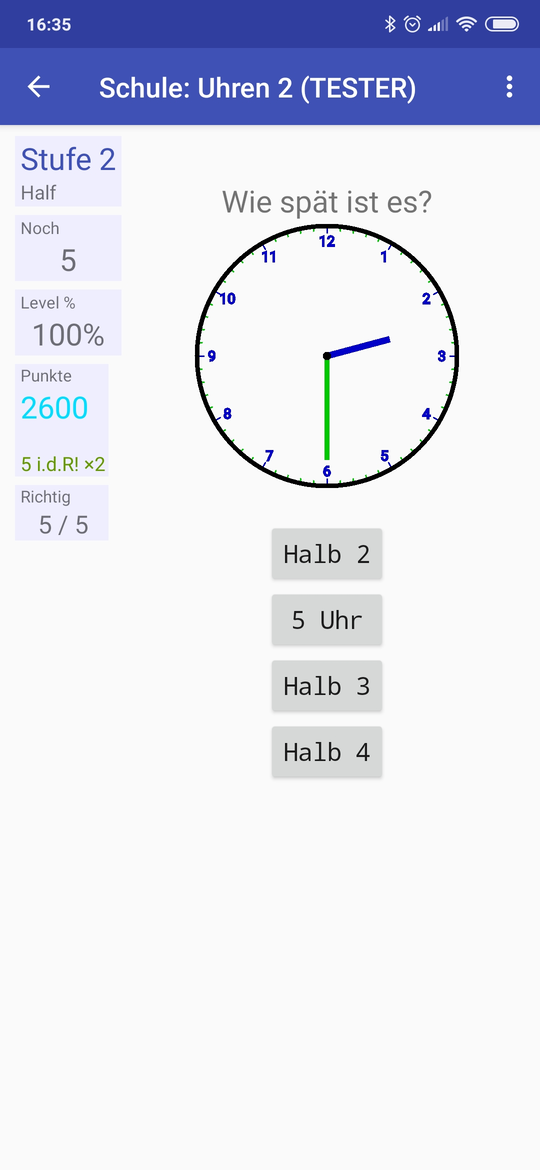 16:35
Schule: Uhren 2 (TESTER)
Stufe 2
Half
Noch
5
Level %
100%
Punkte
2600
5 i.d.R! ×2
Richtig
5 / 5
Wie spät ist es?
12
1
2
3
4
5
6
7
8
9
10
11
Halb 2
5 Uhr
Halb 3
Halb 4